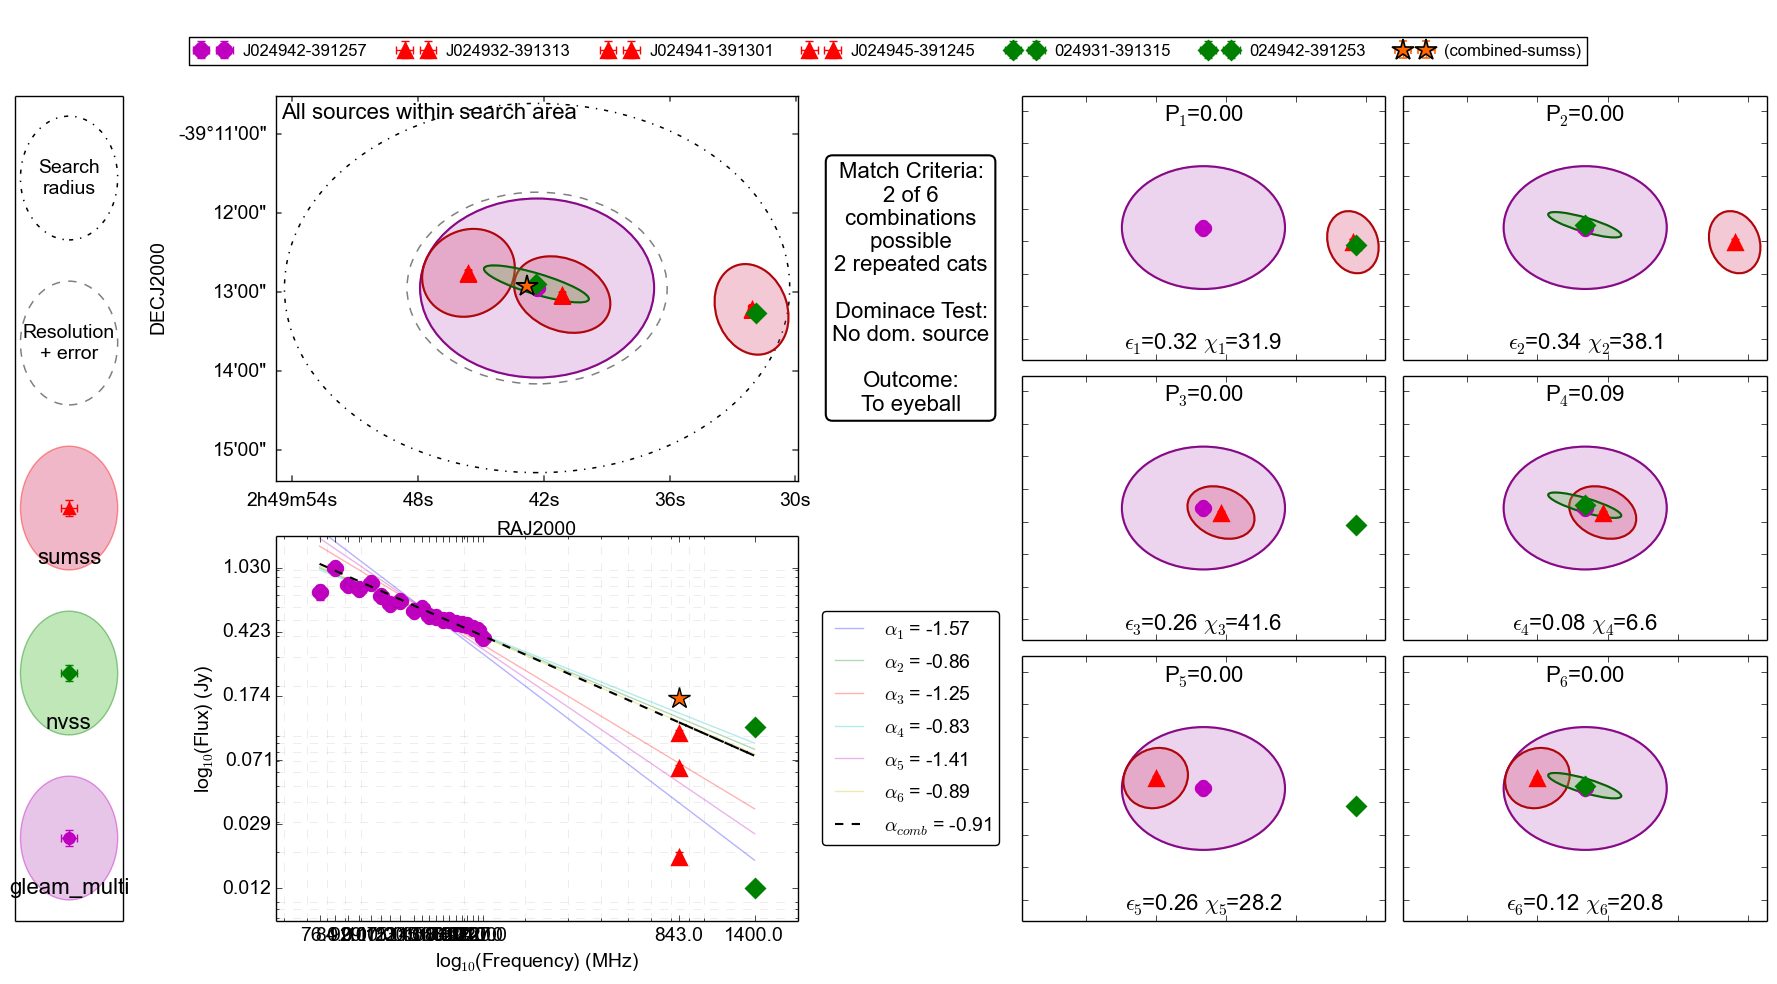 J024942-391257 J024932-391313 J024941-391301 J024945-391245 024931-391315 024942-391253 (combined-sumss)
Search
radius
Resolution
+ error
sumss
nvss
gleam_multi
All sources within search area
DECJ2000
-39°11'00"
12'00"
13'00"
14'00"
15'00"
2h49m54s 48s 42s 36s 30s
RAJ2000
Match Criteria:
2 of 6
combinations
possible
2 repeated cats
Dominace Test:
No dom. source
Outcome:
To eyeball
log₁₀(Flux) (Jy)
1.030
0.423
0.174
0.071
0.029
0.012
843.0 1400.0
log₁₀(Frequency) (MHz)
α₁ = -1.57
α₂ = -0.86
α₃ = -1.25
α₄ = -0.83
α₅ = -1.41
α₆ = -0.89
α_comb = -0.91
P₁=0.00
ϵ₁=0.32 χ₁=31.9
P₂=0.00
ϵ₂=0.34 χ₂=38.1
P₃=0.00
ϵ₃=0.26 χ₃=41.6
P₄=0.09
ϵ₄=0.08 χ₄=6.6
P₅=0.00
ϵ₅=0.26 χ₅=28.2
P₆=0.00
ϵ₆=0.12 χ₆=20.8